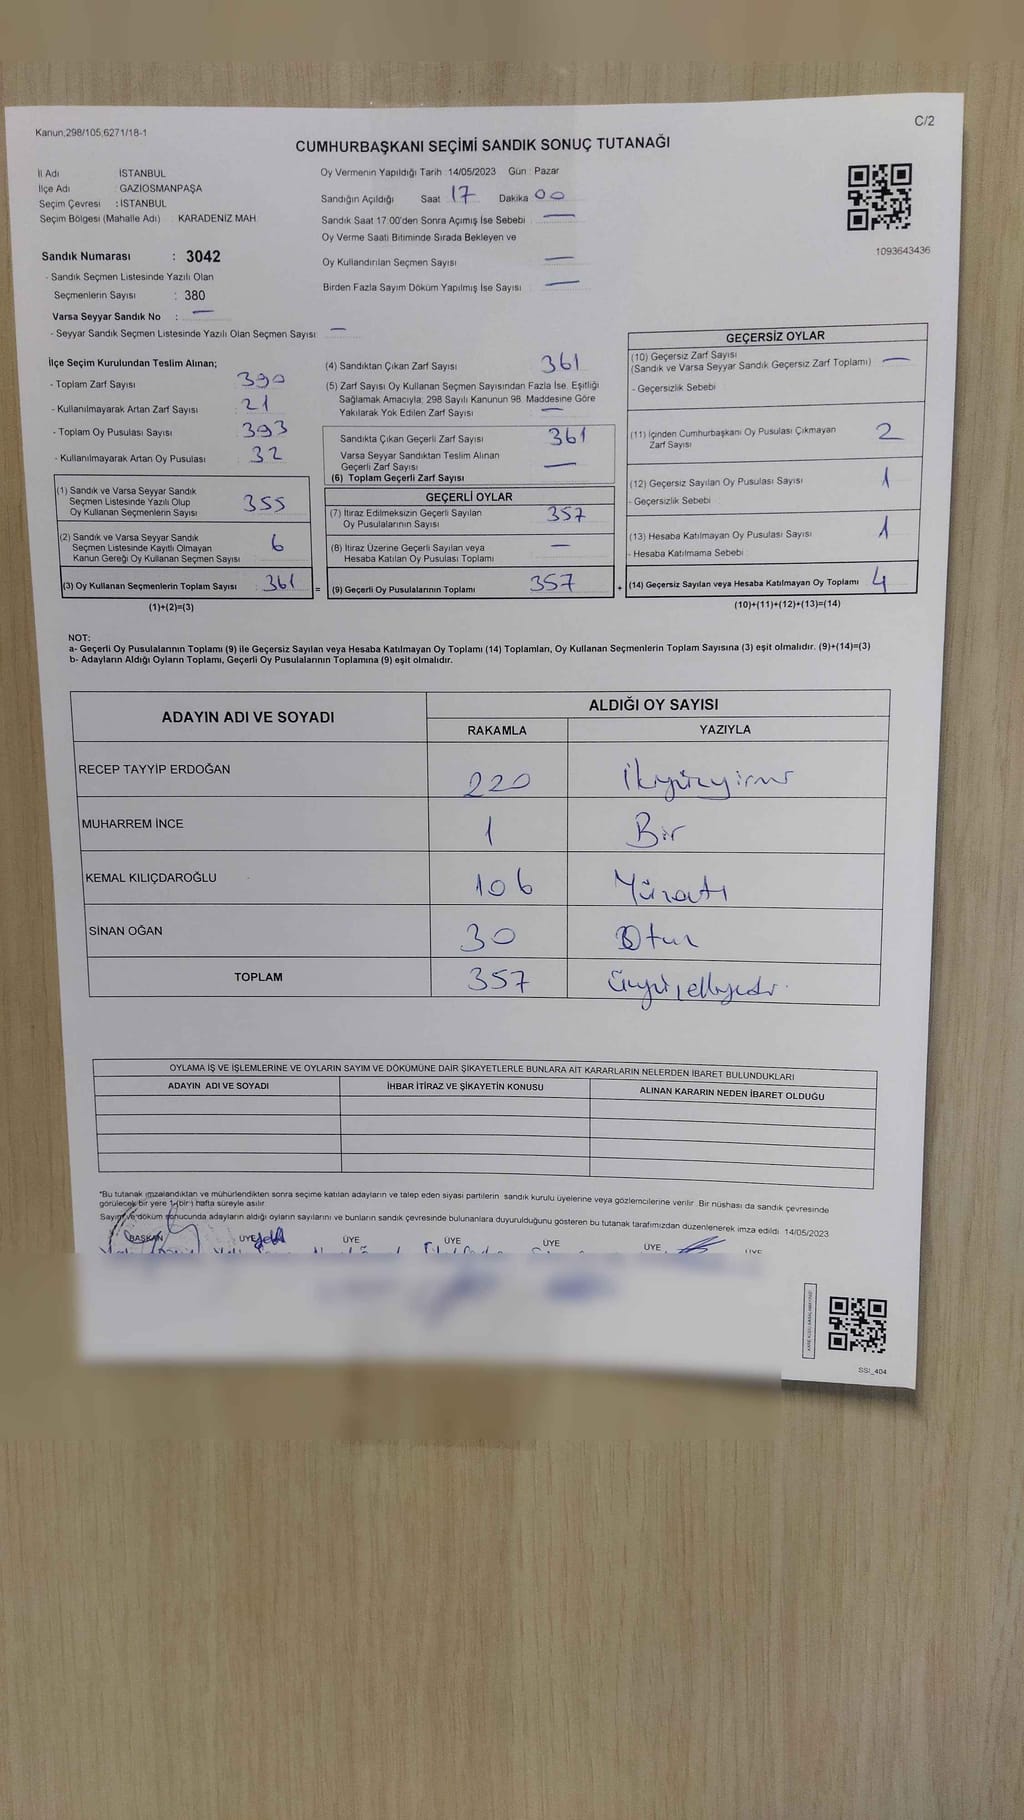 Kanun,298/105,6271/18-1
C/2
CUMHURBAŞKANI SEÇİMİ SANDIK SONUÇ TUTANAĞI
İl Adı İSTANBUL
İlçe Adı : GAZİOSMANPAŞA
Seçim Çevresi : İSTANBUL
Seçim Bölgesi (Mahalle Adı) KARADENİZ MAH
Oy Vermenin Yapıldığı Tarih : 14/05/2023 Gün : Pazar
Sandığın Açıldığı Saat 17 Dakika 00
Sandık Saat 17:00'den Sonra Açılmış İse Sebebi —
Oy Verme Saati Bitiminde Sırada Bekleyen ve
Oy Kullandırılan Seçmen Sayısı —
Birden Fazla Sayım Döküm Yapılmış İse Sayısı —
1093643436
Sandık Numarası : 3042
- Sandık Seçmen Listesinde Yazılı Olan
Seçmenlerin Sayısı : 380
Varsa Seyyar Sandık No : —
- Seyyar Sandık Seçmen Listesinde Yazılı Olan Seçmen Sayısı : —
İlçe Seçim Kurulundan Teslim Alınan;
- Toplam Zarf Sayısı 390
- Kullanılmayarak Artan Zarf Sayısı : 21
- Toplam Oy Pusulası Sayısı : 393
- Kullanılmayarak Artan Oy Pusulası : 32
(1) Sandık ve Varsa Seyyar Sandık
Seçmen Listesinde Yazılı Olup
Oy Kullanan Seçmenlerin Sayısı : 355
(2) Sandık ve Varsa Seyyar Sandık
Seçmen Listesinde Kayıtlı Olmayan
Kanun Gereği Oy Kullanan Seçmen Sayısı : 6
(3) Oy Kullanan Seçmenlerin Toplam Sayısı : 361 =
(1)+(2)=(3)
(4) Sandıktan Çıkan Zarf Sayısı 361
(5) Zarf Sayısı Oy Kullanan Seçmen Sayısından Fazla İse, Eşitliği
Sağlamak Amacıyla; 298 Sayılı Kanunun 98. Maddesine Göre
Yakılarak Yok Edilen Zarf Sayısı —
Sandıkta Çıkan Geçerli Zarf Sayısı 361
Varsa Seyyar Sandıktan Teslim Alınan
Geçerli Zarf Sayısı —
(6) Toplam Geçerli Zarf Sayısı
GEÇERLİ OYLAR
(7) İtiraz Edilmeksizin Geçerli Sayılan
Oy Pusulalarının Sayısı 357
(8) İtiraz Üzerine Geçerli Sayılan veya
Hesaba Katılan Oy Pusulası Toplamı —
(9) Geçerli Oy Pusulalarının Toplamı 357 +
GEÇERSİZ OYLAR
(10) Geçersiz Zarf Sayısı
(Sandık ve Varsa Seyyar Sandık Geçersiz Zarf Toplamı) —
- Geçersizlik Sebebi
(11) İçinden Cumhurbaşkanı Oy Pusulası Çıkmayan
Zarf Sayısı 2
(12) Geçersiz Sayılan Oy Pusulası Sayısı 1
- Geçersizlik Sebebi
(13) Hesaba Katılmayan Oy Pusulası Sayısı 1
- Hesaba Katılmama Sebebi
(14) Geçersiz Sayılan veya Hesaba Katılmayan Oy Toplamı 4
(10)+(11)+(12)+(13)=(14)
NOT:
a- Geçerli Oy Pusulalarının Toplamı (9) ile Geçersiz Sayılan veya Hesaba Katılmayan Oy Toplamı (14) Toplamları, Oy Kullanan Seçmenlerin Toplam Sayısına (3) eşit olmalıdır. (9)+(14)=(3)
b- Adayların Aldığı Oyların Toplamı, Geçerli Oy Pusulalarının Toplamına (9) eşit olmalıdır.
ADAYIN ADI VE SOYADI
ALDIĞI OY SAYISI
RAKAMLA YAZIYLA
RECEP TAYYİP ERDOĞAN 220 İkiyüzyirmi
MUHARREM İNCE 1 Bir
KEMAL KILIÇDAROĞLU 106 Yüzaltı
SİNAN OĞAN 30 Otuz
TOPLAM 357 Üçyüzelliyedi
OYLAMA İŞ VE İŞLEMLERİNE VE OYLARIN SAYIM VE DÖKÜMÜNE DAİR ŞİKAYETLERLE BUNLARA AİT KARARLARIN NELERDEN İBARET BULUNDUKLARI
ADAYIN ADI VE SOYADI İHBAR İTİRAZ VE ŞİKAYETİN KONUSU ALINAN KARARIN NEDEN İBARET OLDUĞU
*Bu tutanak imzalandıktan ve mühürlendikten sonra seçime katılan adayların ve talep eden siyasi partilerin sandık kurulu üyelerine veya gözlemcilerine verilir. Bir nüshası da sandık çevresinde
görülecek bir yere 1 (bir) hafta süreyle asılır
Sayım ve döküm sonucunda adayların aldığı oyların sayılarını ve bunların sandık çevresinde bulunanlara duyurulduğunu gösteren bu tutanak tarafımızdan düzenlenerek imza edildi 14/05/2023
BAŞKAN ÜYE ÜYE ÜYE ÜYE ÜYE ÜYE
SSI_404